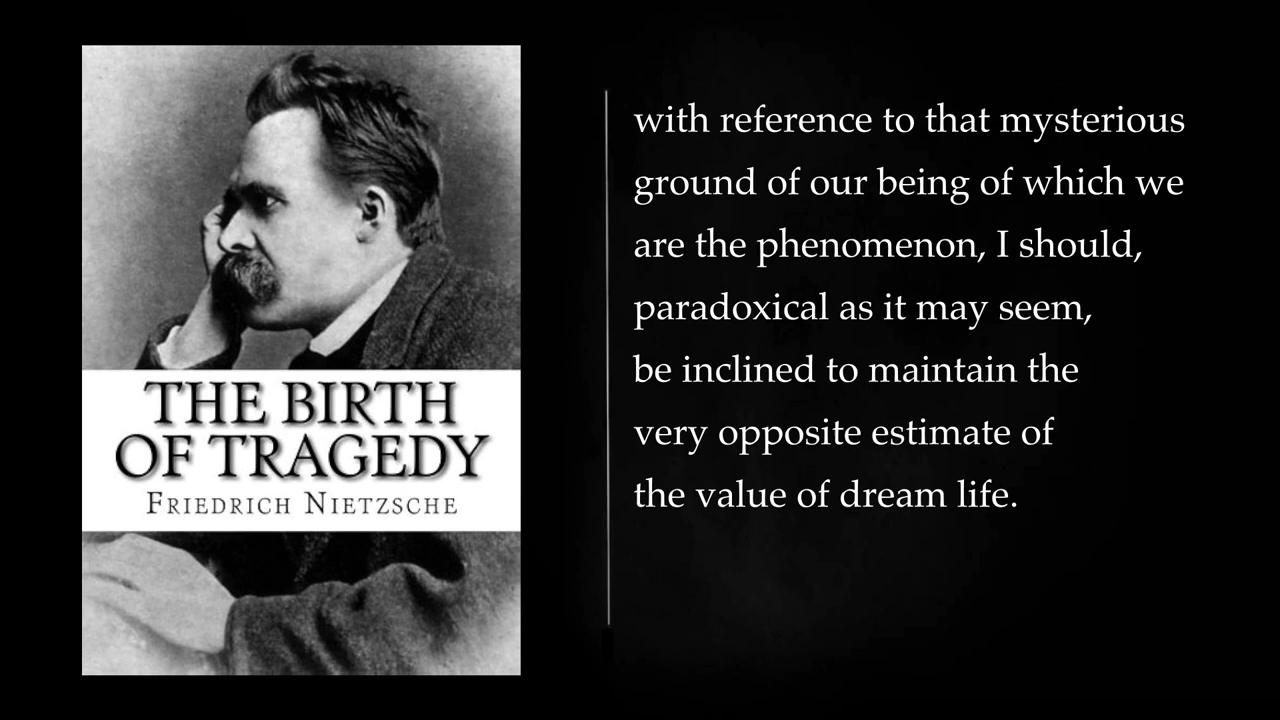 THE BIRTH
OF TRAGEDY
FRIEDRICH NIETZSCHE
with reference to that mysterious
ground of our being of which we
are the phenomenon, I should,
paradoxical as it may seem,
be inclined to maintain the
very opposite estimate of
the value of dream life.